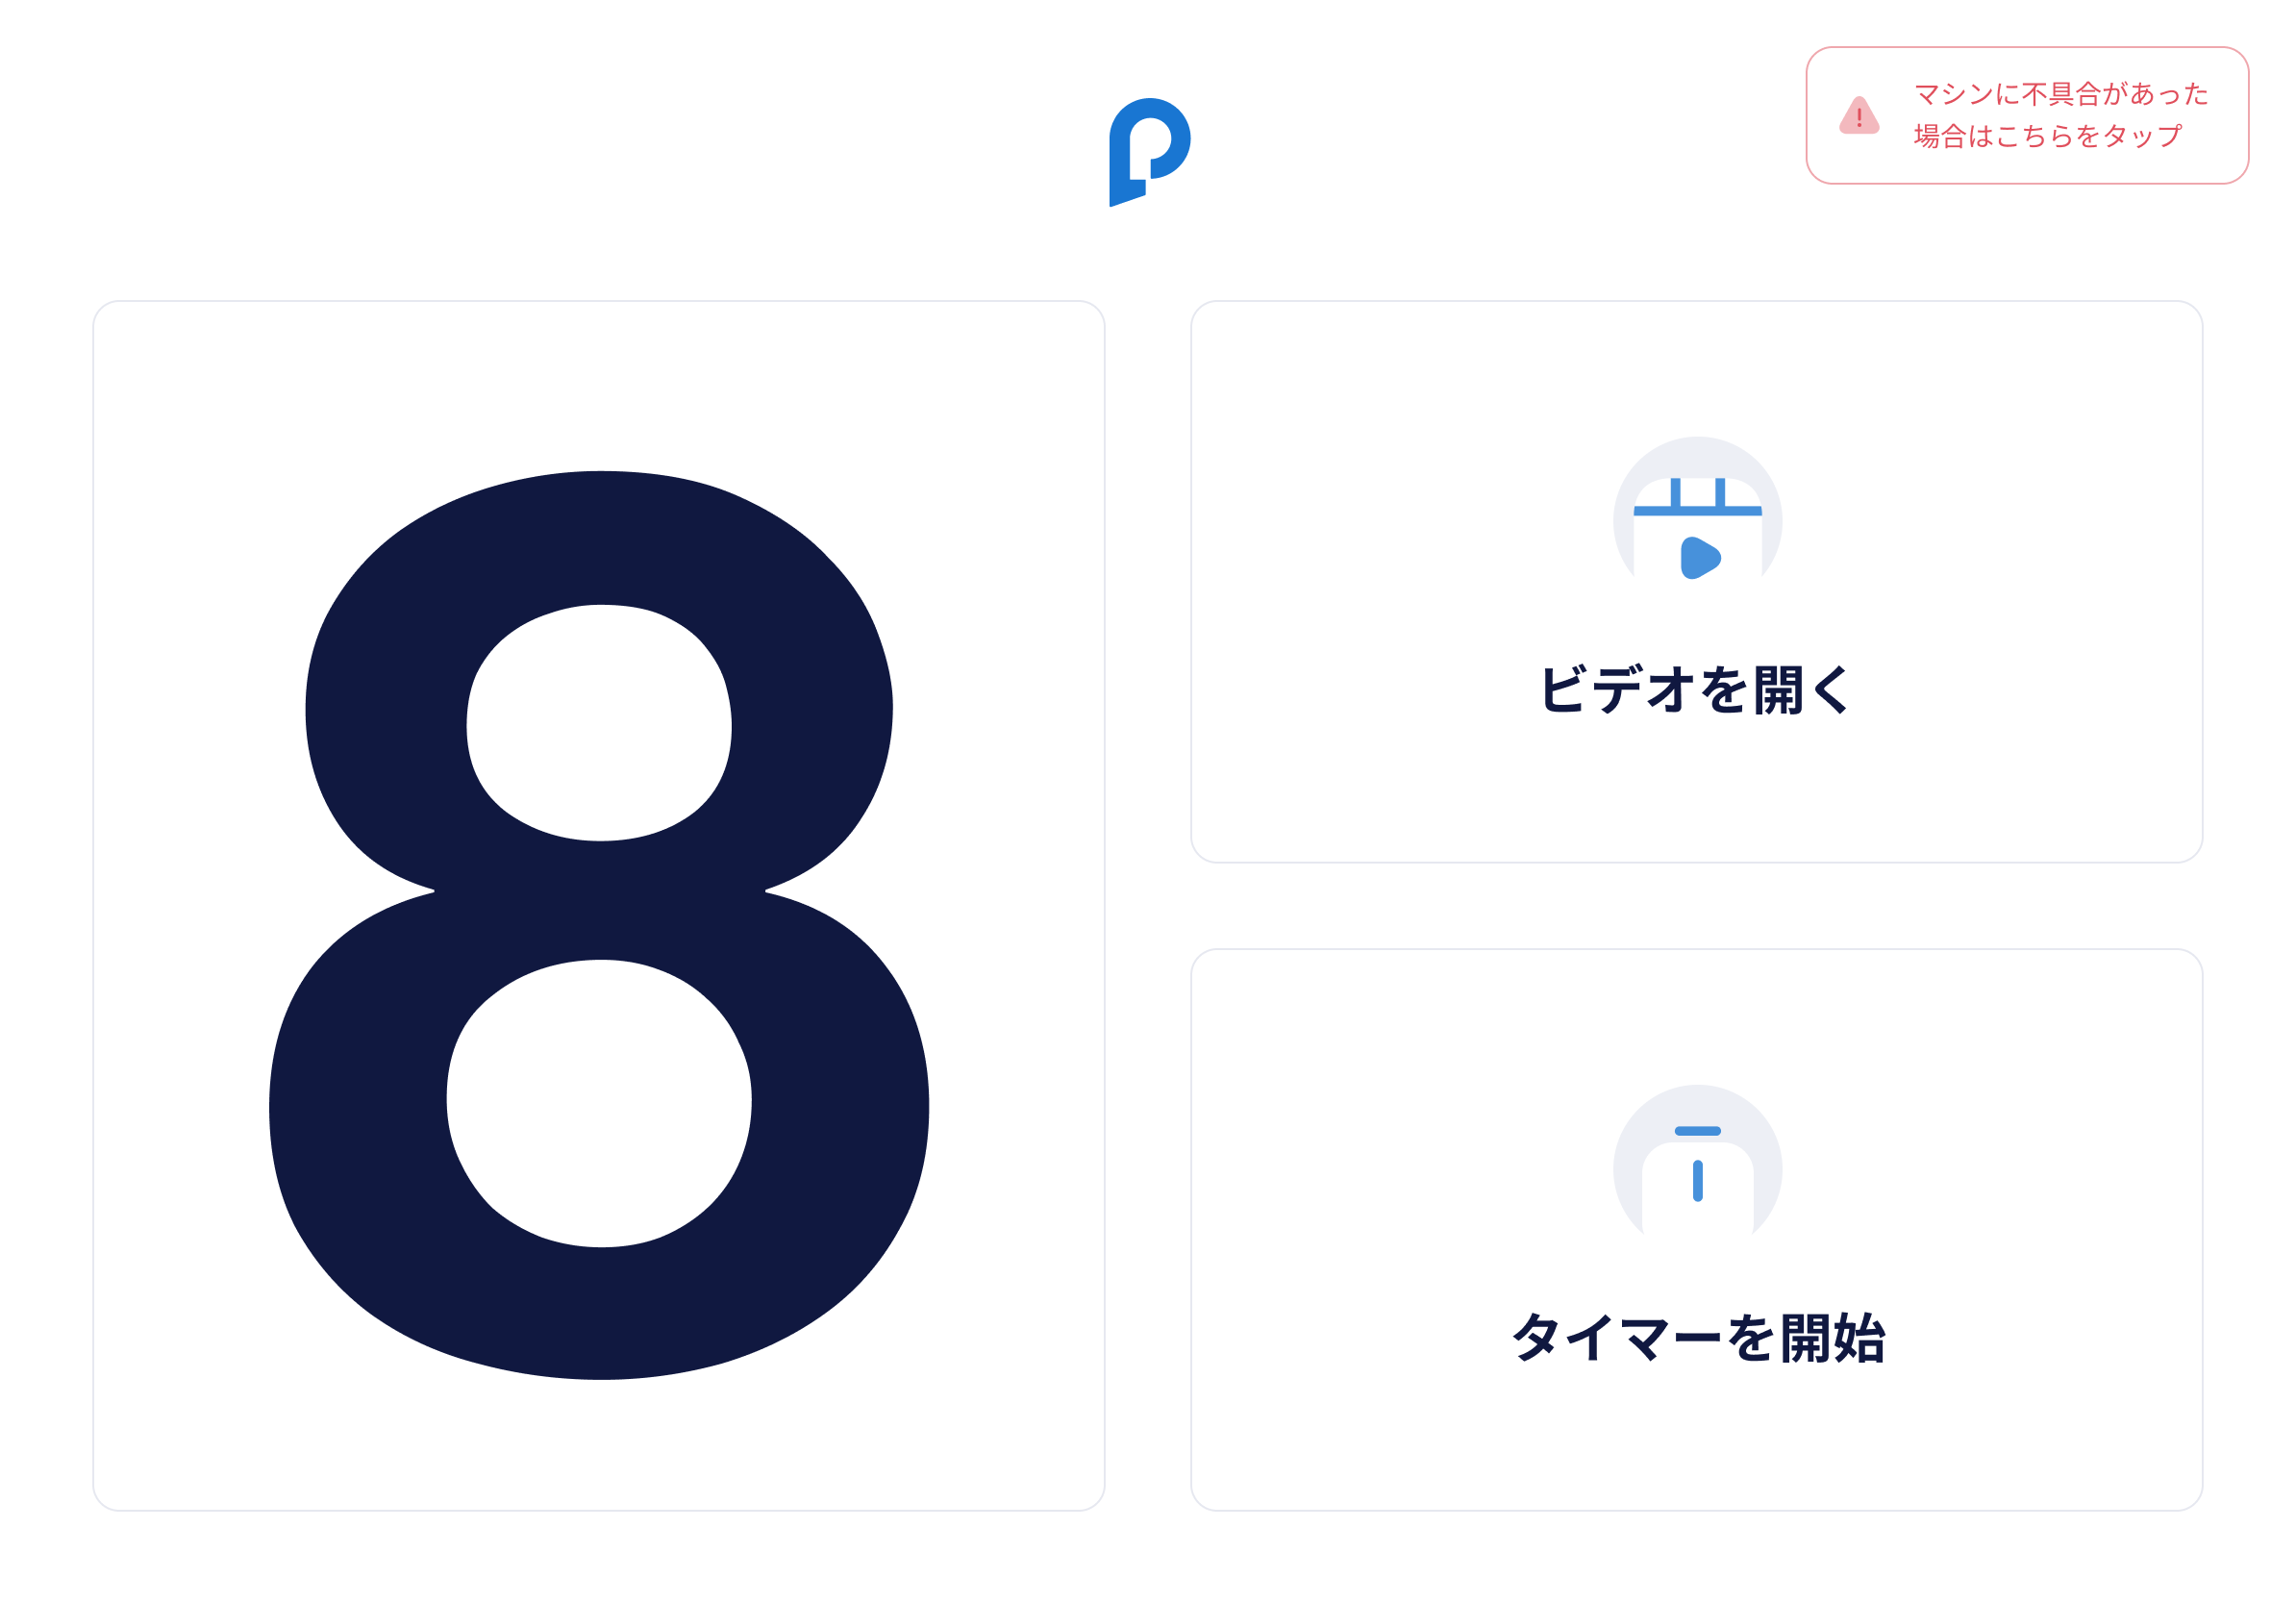 マシンに不具合があった
場合はこちらをタップ
8
ビデオを開く
タイマーを開始